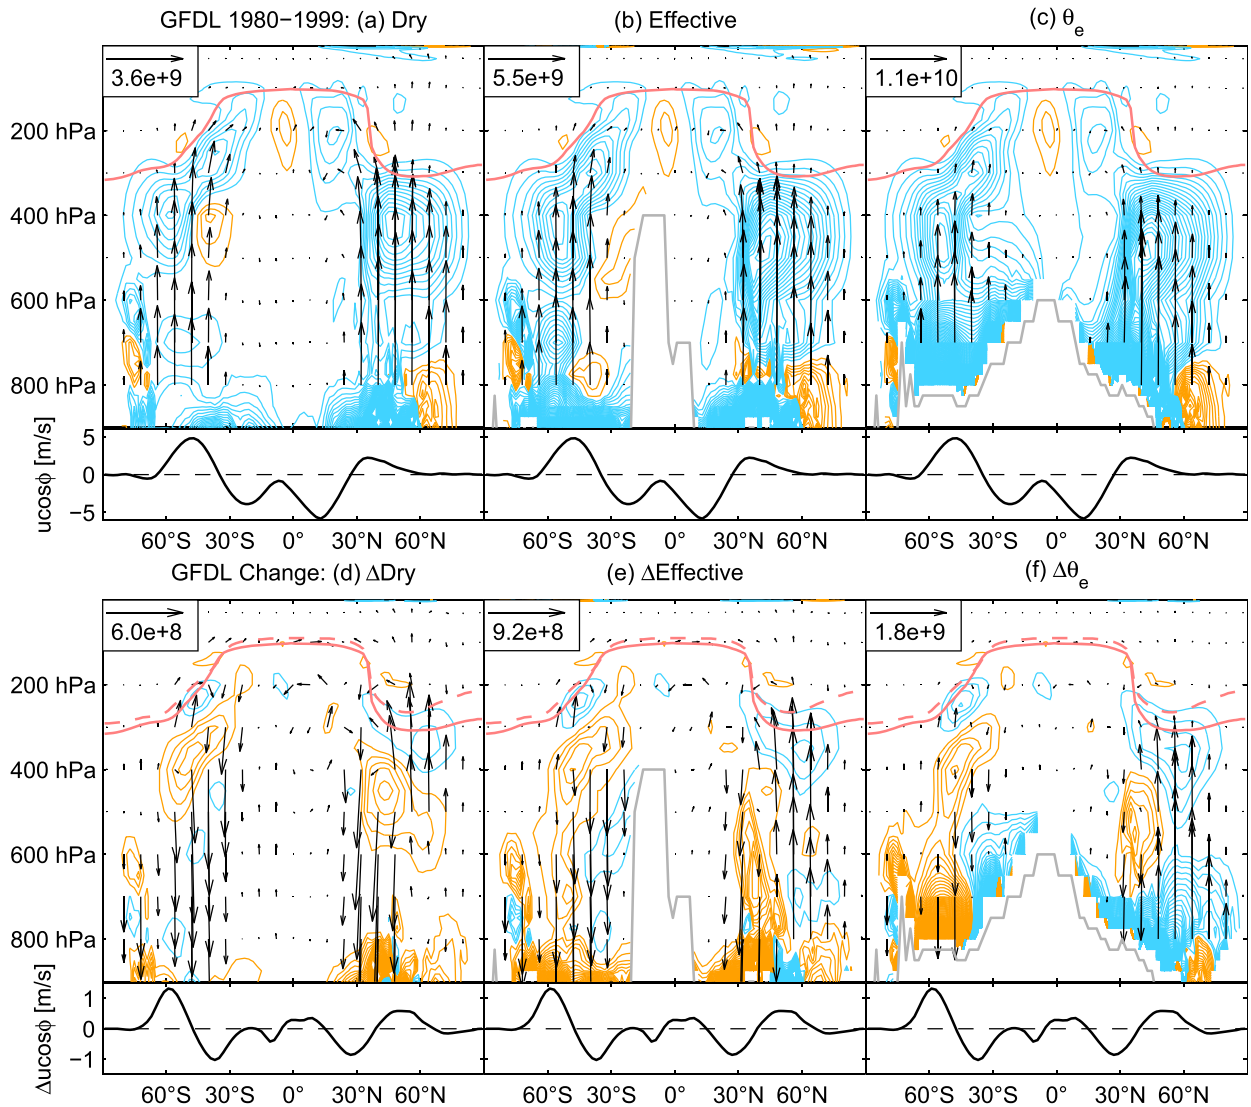 GFDL 1980−1999: (a) Dry
(b) Effective
(c) θe
3.6e+9
5.5e+9
1.1e+10
200 hPa
400 hPa
600 hPa
800 hPa
ucosϕ [m/s]
5
0
−5
60°S 30°S 0° 30°N 60°N
60°S 30°S 0° 30°N 60°N
60°S 30°S 0° 30°N 60°N
GFDL Change: (d) ΔDry
(e) ΔEffective
(f) Δθe
6.0e+8
9.2e+8
1.8e+9
200 hPa
400 hPa
600 hPa
800 hPa
Δucosϕ [m/s]
1
0
−1
60°S 30°S 0° 30°N 60°N
60°S 30°S 0° 30°N 60°N
60°S 30°S 0° 30°N 60°N